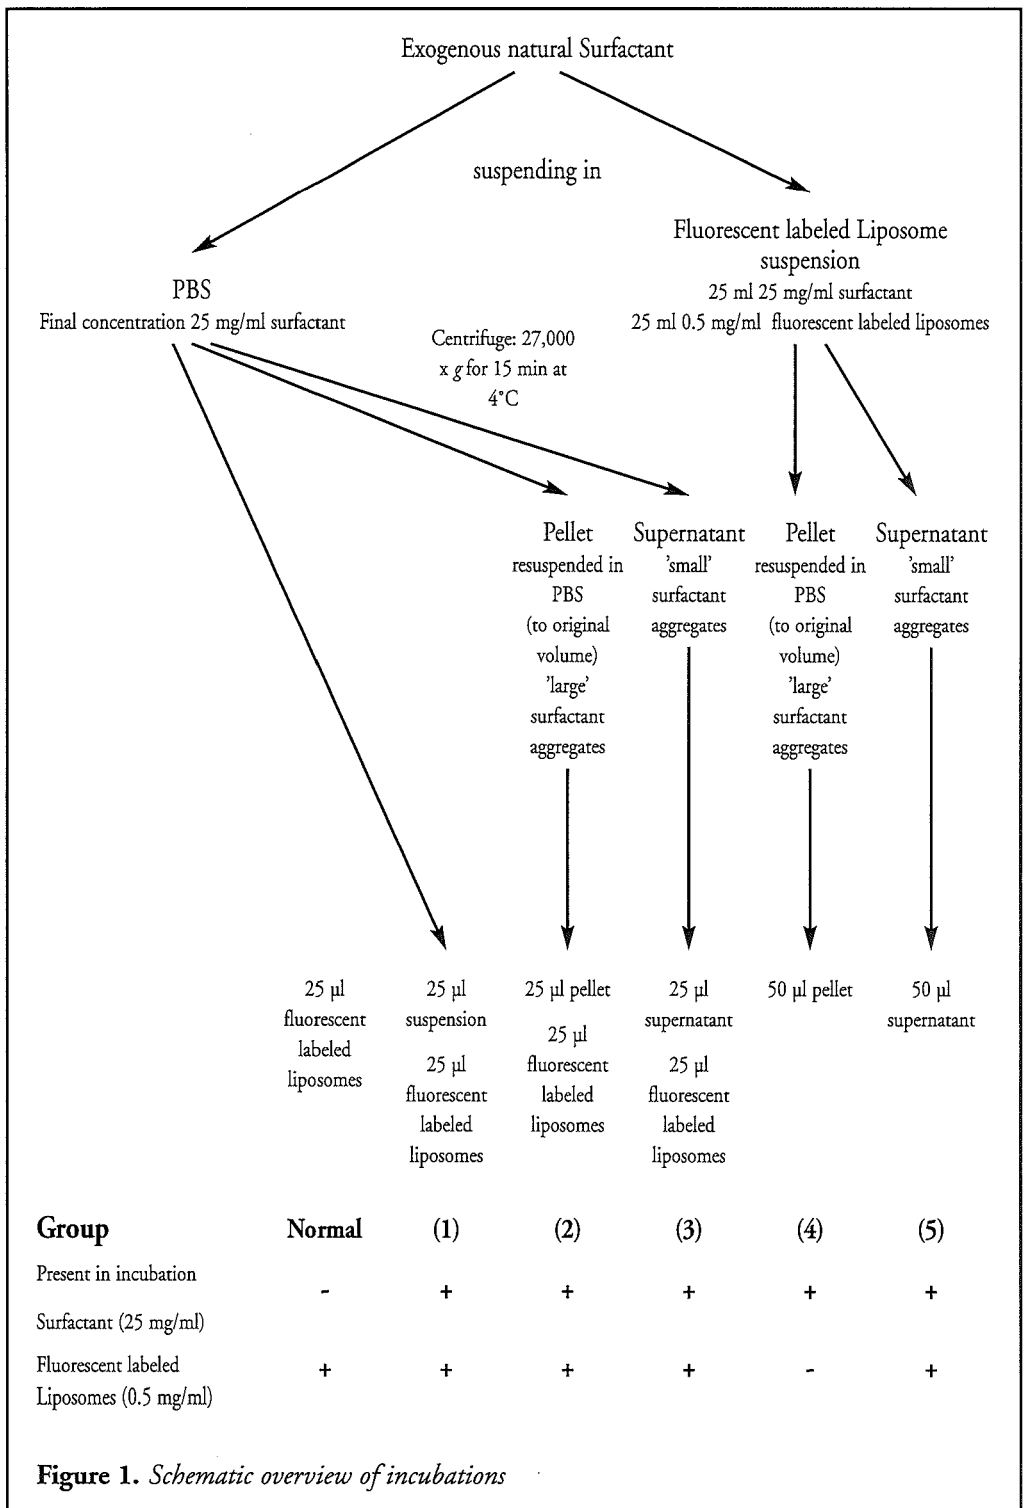 Exogenous natural Surfactant
suspending in
PBS
Final concentration 25 mg/ml surfactant
Fluorescent labeled Liposome
suspension
25 ml 25 mg/ml surfactant
25 ml 0.5 mg/ml fluorescent labeled liposomes
Centrifuge: 27,000
x g for 15 min at
4°C
Pellet
resuspended in
PBS
(to original
volume)
'large'
surfactant
aggregates
Supernatant
'small'
surfactant
aggregates
Pellet
resuspended in
PBS
(to original
volume)
'large'
surfactant
aggregates
Supernatant
'small'
surfactant
aggregates
25 µl
fluorescent
labeled
liposomes
25 µl
suspension
25 µl
fluorescent
labeled
liposomes
25 µl pellet
25 µl
fluorescent
labeled
liposomes
25 µl
supernatant
25 µl
fluorescent
labeled
liposomes
50 µl pellet
50 µl
supernatant
Group Normal (1) (2) (3) (4) (5)
Present in incubation
- + + + + +
Surfactant (25 mg/ml)
Fluorescent labeled
+ + + + - +
Liposomes (0.5 mg/ml)
Figure 1. Schematic overview of incubations